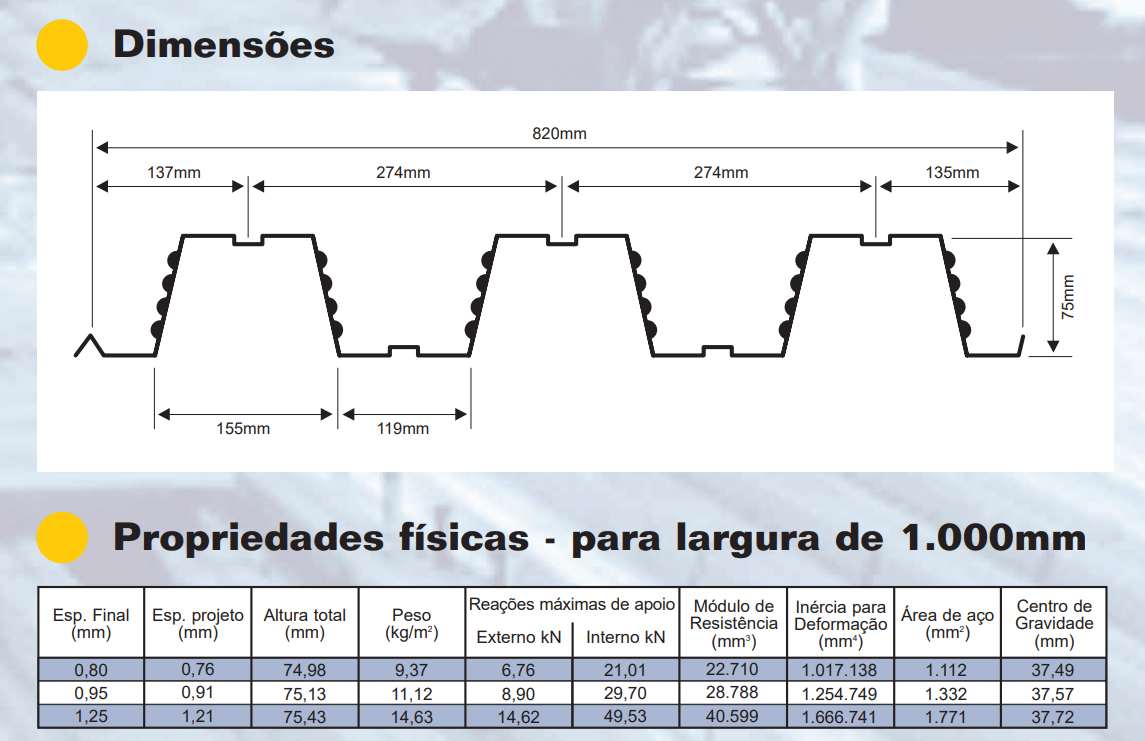 Dimensões
820mm
137mm 274mm 274mm 135mm
75mm
155mm 119mm
Propriedades físicas - para largura de 1.000mm
Esp. Final (mm) Esp. projeto (mm) Altura total (mm) Peso (kg/m²) Reações máximas de apoio Externo kN Interno kN Módulo de Resistência (mm³) Inércia para Deformação (mm⁴) Área de aço (mm²) Centro de Gravidade (mm)
0,80 0,76 74,98 9,37 6,76 21,01 22.710 1.017.138 1.112 37,49
0,95 0,91 75,13 11,12 8,90 29,70 28.788 1.254.749 1.332 37,57
1,25 1,21 75,43 14,63 14,62 49,53 40.599 1.666.741 1.771 37,72